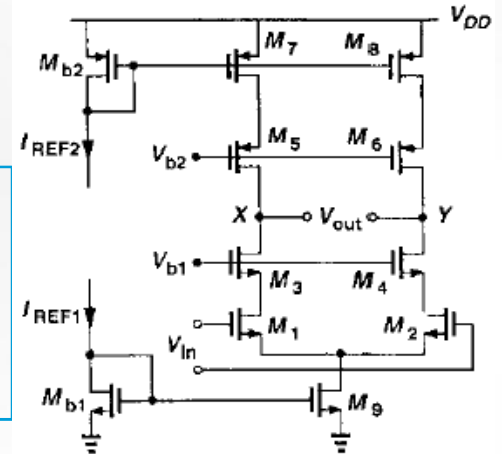 V_DD
M_b2 M_7 M_8
I_REF2 V_b2 M_5 M_6
X V_out Y
V_b1 M_3 M_4
I_REF1 M_1 M_2
V_in
M_b1 M_9